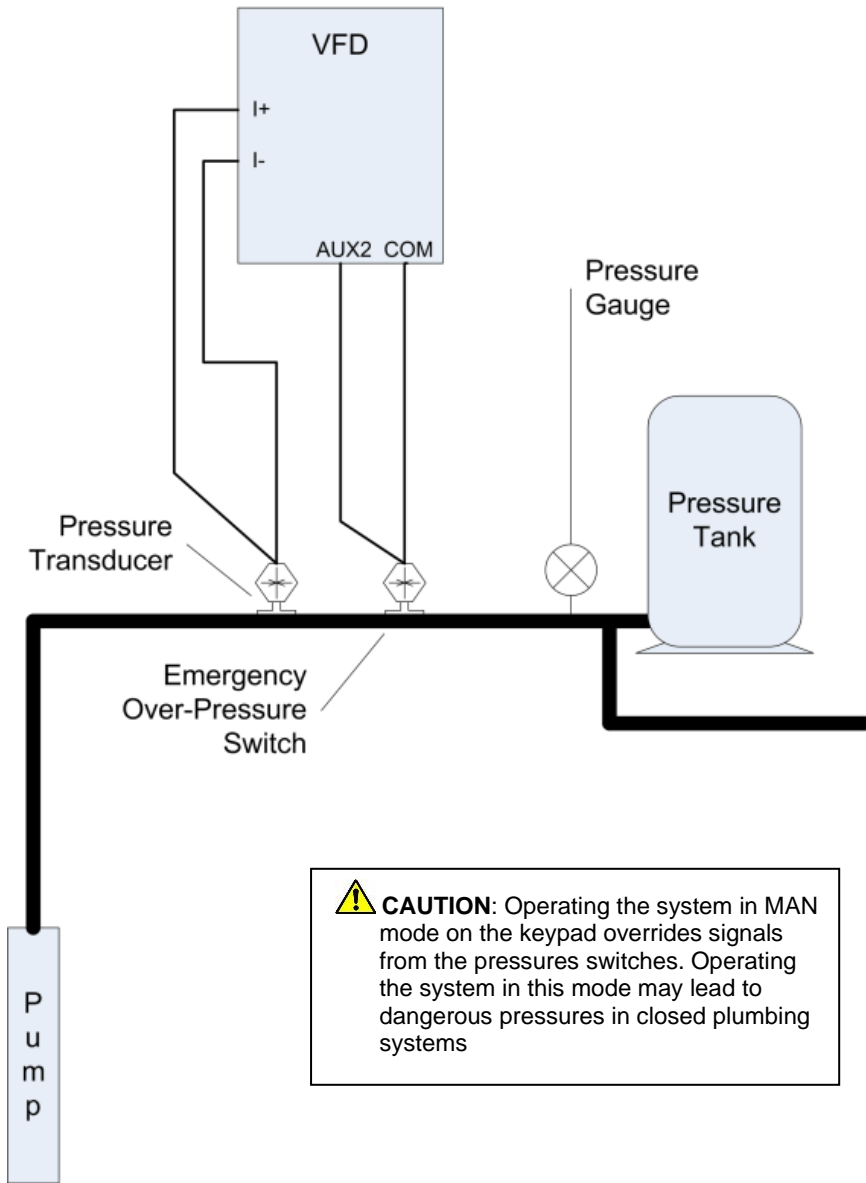 VFD
I+
I-
AUX2 COM
Pressure
Gauge
Pressure
Tank
Pressure
Transducer
Emergency
Over-Pressure
Switch
CAUTION: Operating the system in MAN
mode on the keypad overrides signals
from the pressures switches. Operating
the system in this mode may lead to
dangerous pressures in closed plumbing
systems
Pump